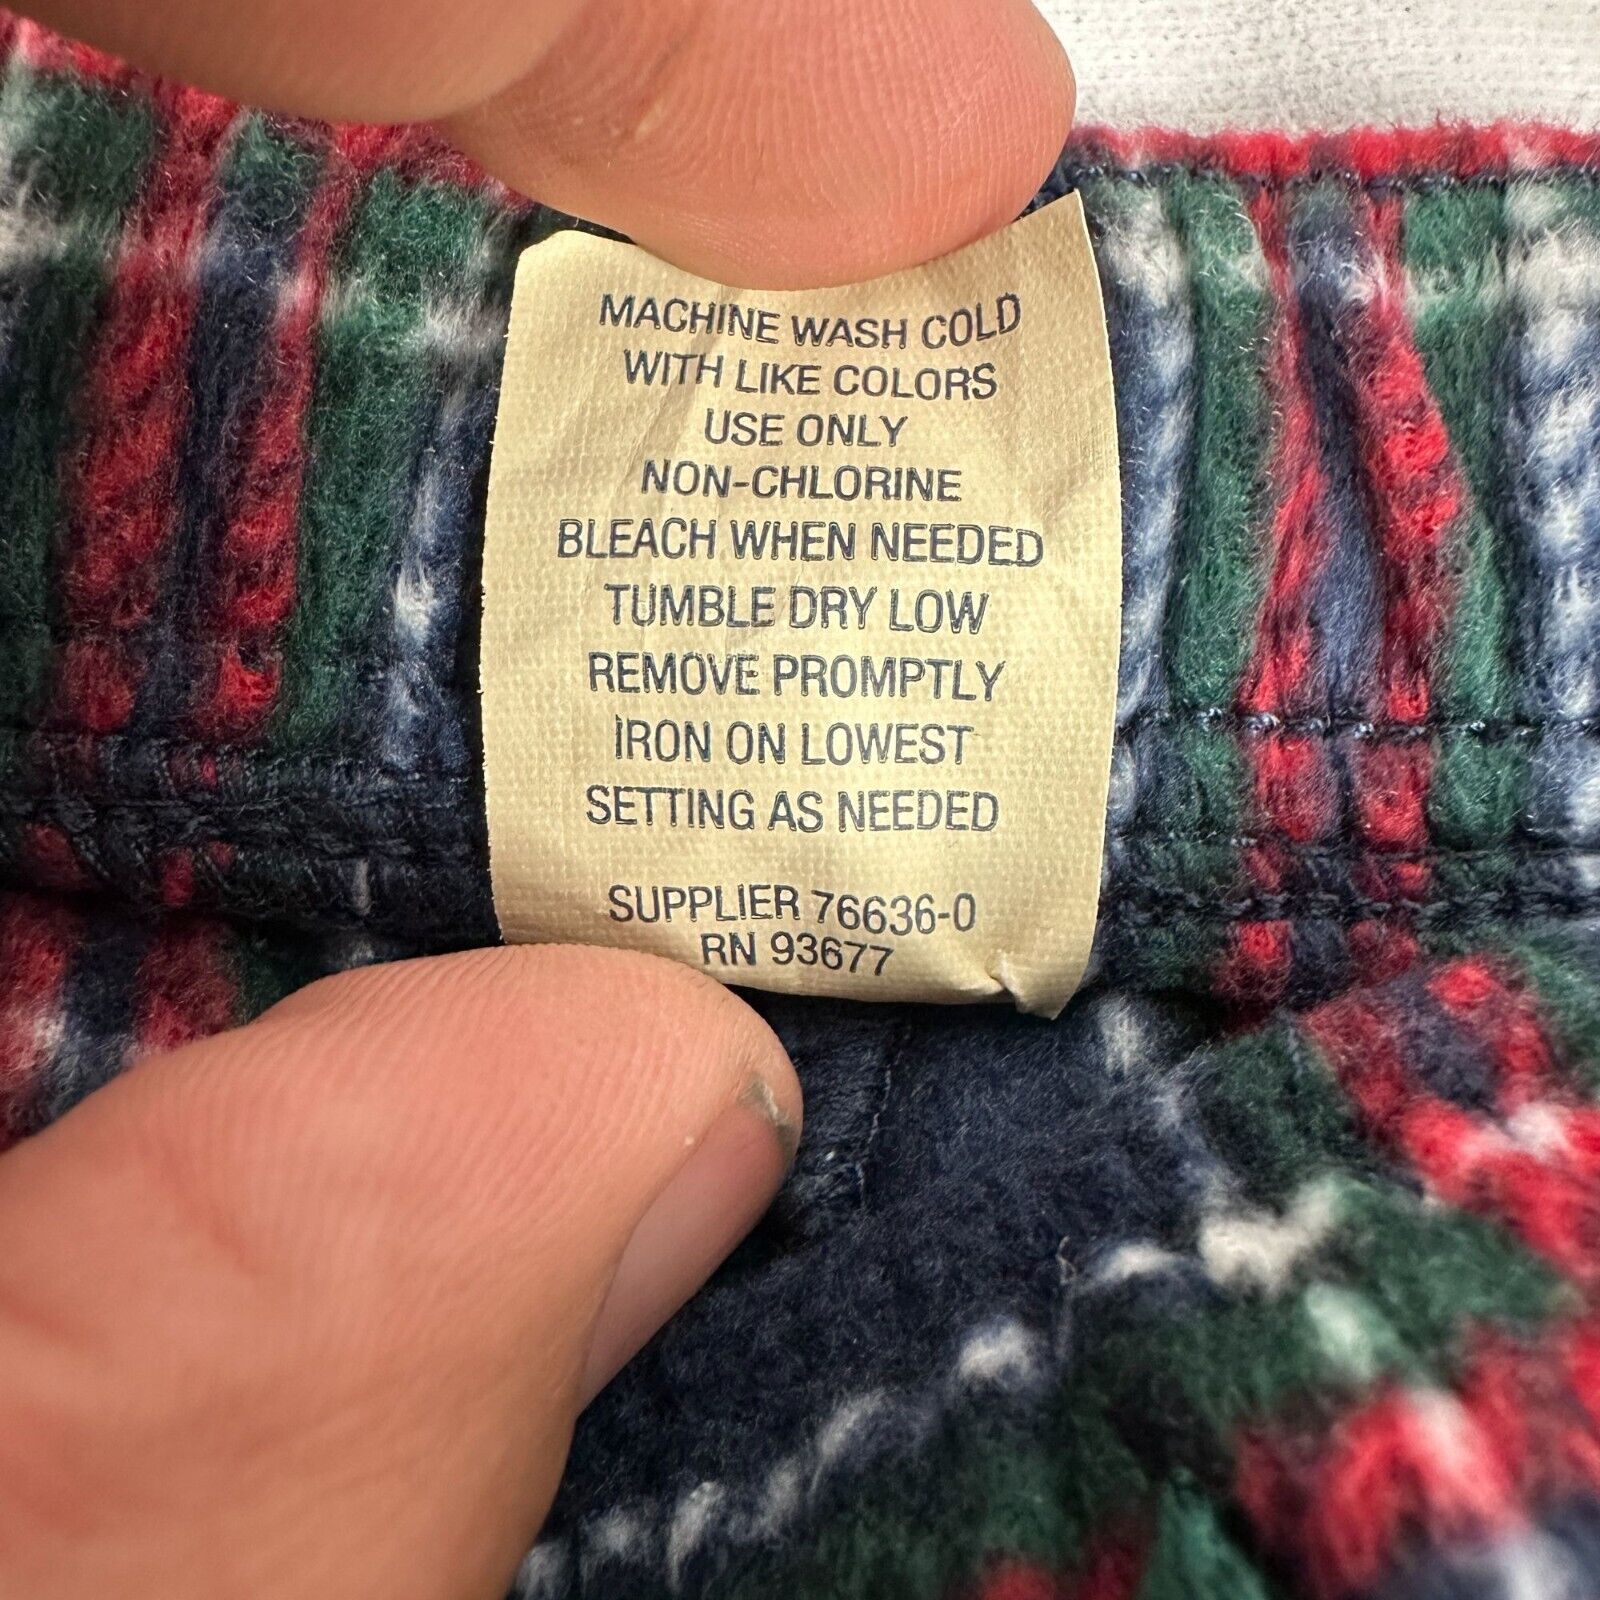 MACHINE WASH COLD
WITH LIKE COLORS
USE ONLY
NON-CHLORINE
BLEACH WHEN NEEDED
TUMBLE DRY LOW
REMOVE PROMPTLY
IRON ON LOWEST
SETTING AS NEEDED
SUPPLIER 76636-0
RN 93677